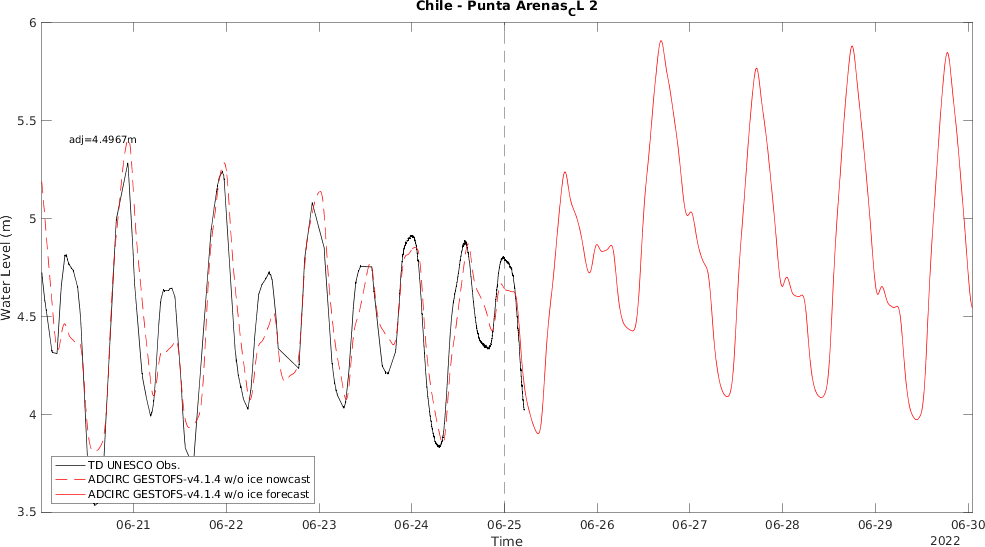 Chile - Punta Arenas_CL 2
Water Level (m)
6
5.5
5
4.5
4
3.5
adj=4.4967m
TD UNESCO Obs.
ADCIRC GESTOFS-v4.1.4 w/o ice nowcast
ADCIRC GESTOFS-v4.1.4 w/o ice forecast
06-21 06-22 06-23 06-24 06-25 06-26 06-27 06-28 06-29 06-30
Time
2022